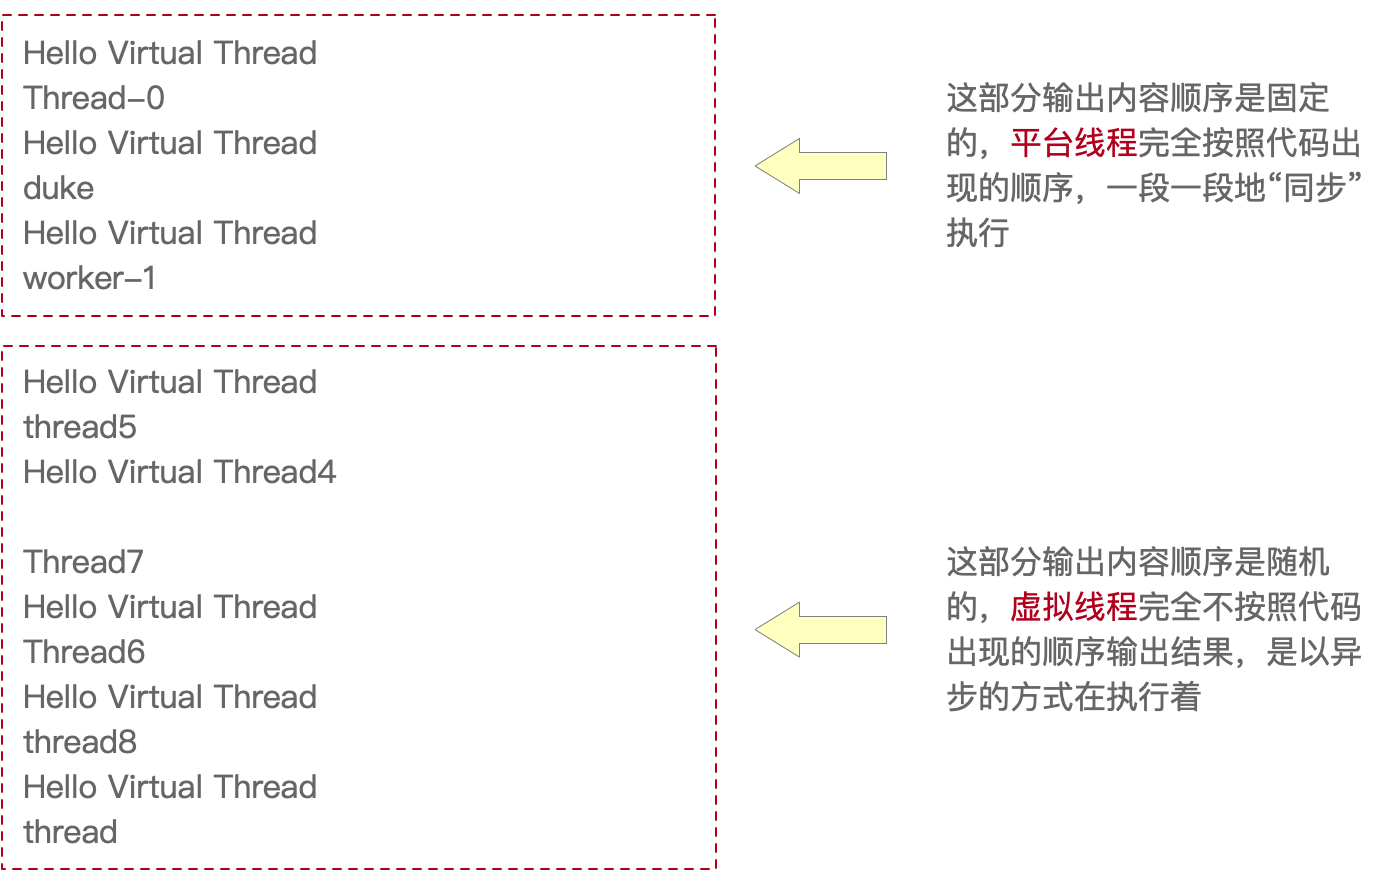 Hello Virtual Thread
Thread-0
Hello Virtual Thread
duke
Hello Virtual Thread
worker-1
这部分输出内容顺序是固定
的，平台线程完全按照代码出
现的顺序，一段一段地“同步”
执行
Hello Virtual Thread
thread5
Hello Virtual Thread4
Thread7
Hello Virtual Thread
Thread6
Hello Virtual Thread
thread8
Hello Virtual Thread
thread
这部分输出内容顺序是随机
的，虚拟线程完全不按照代码
出现的顺序输出结果，是以异
步的方式在执行着